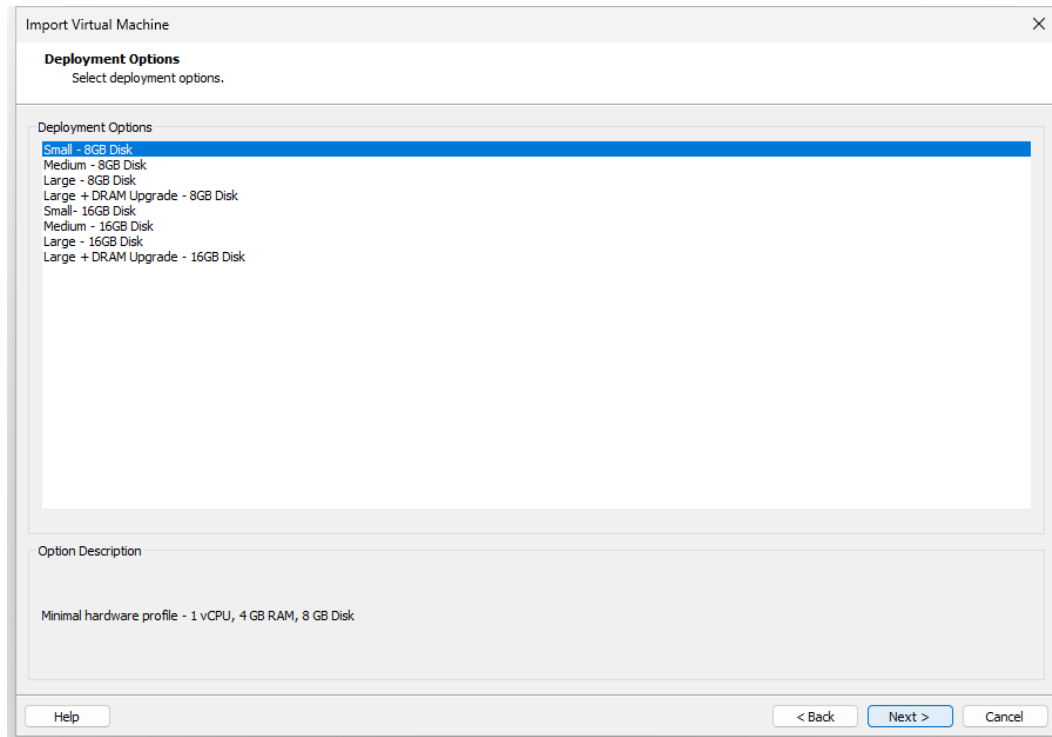 Import Virtual Machine
Deployment Options
Select deployment options.
Deployment Options
Small - 8GB Disk
Medium - 8GB Disk
Large - 8GB Disk
Large + DRAM Upgrade - 8GB Disk
Small- 16GB Disk
Medium - 16GB Disk
Large - 16GB Disk
Large + DRAM Upgrade - 16GB Disk
Option Description
Minimal hardware profile - 1 vCPU, 4 GB RAM, 8 GB Disk
Help
< Back
Next >
Cancel